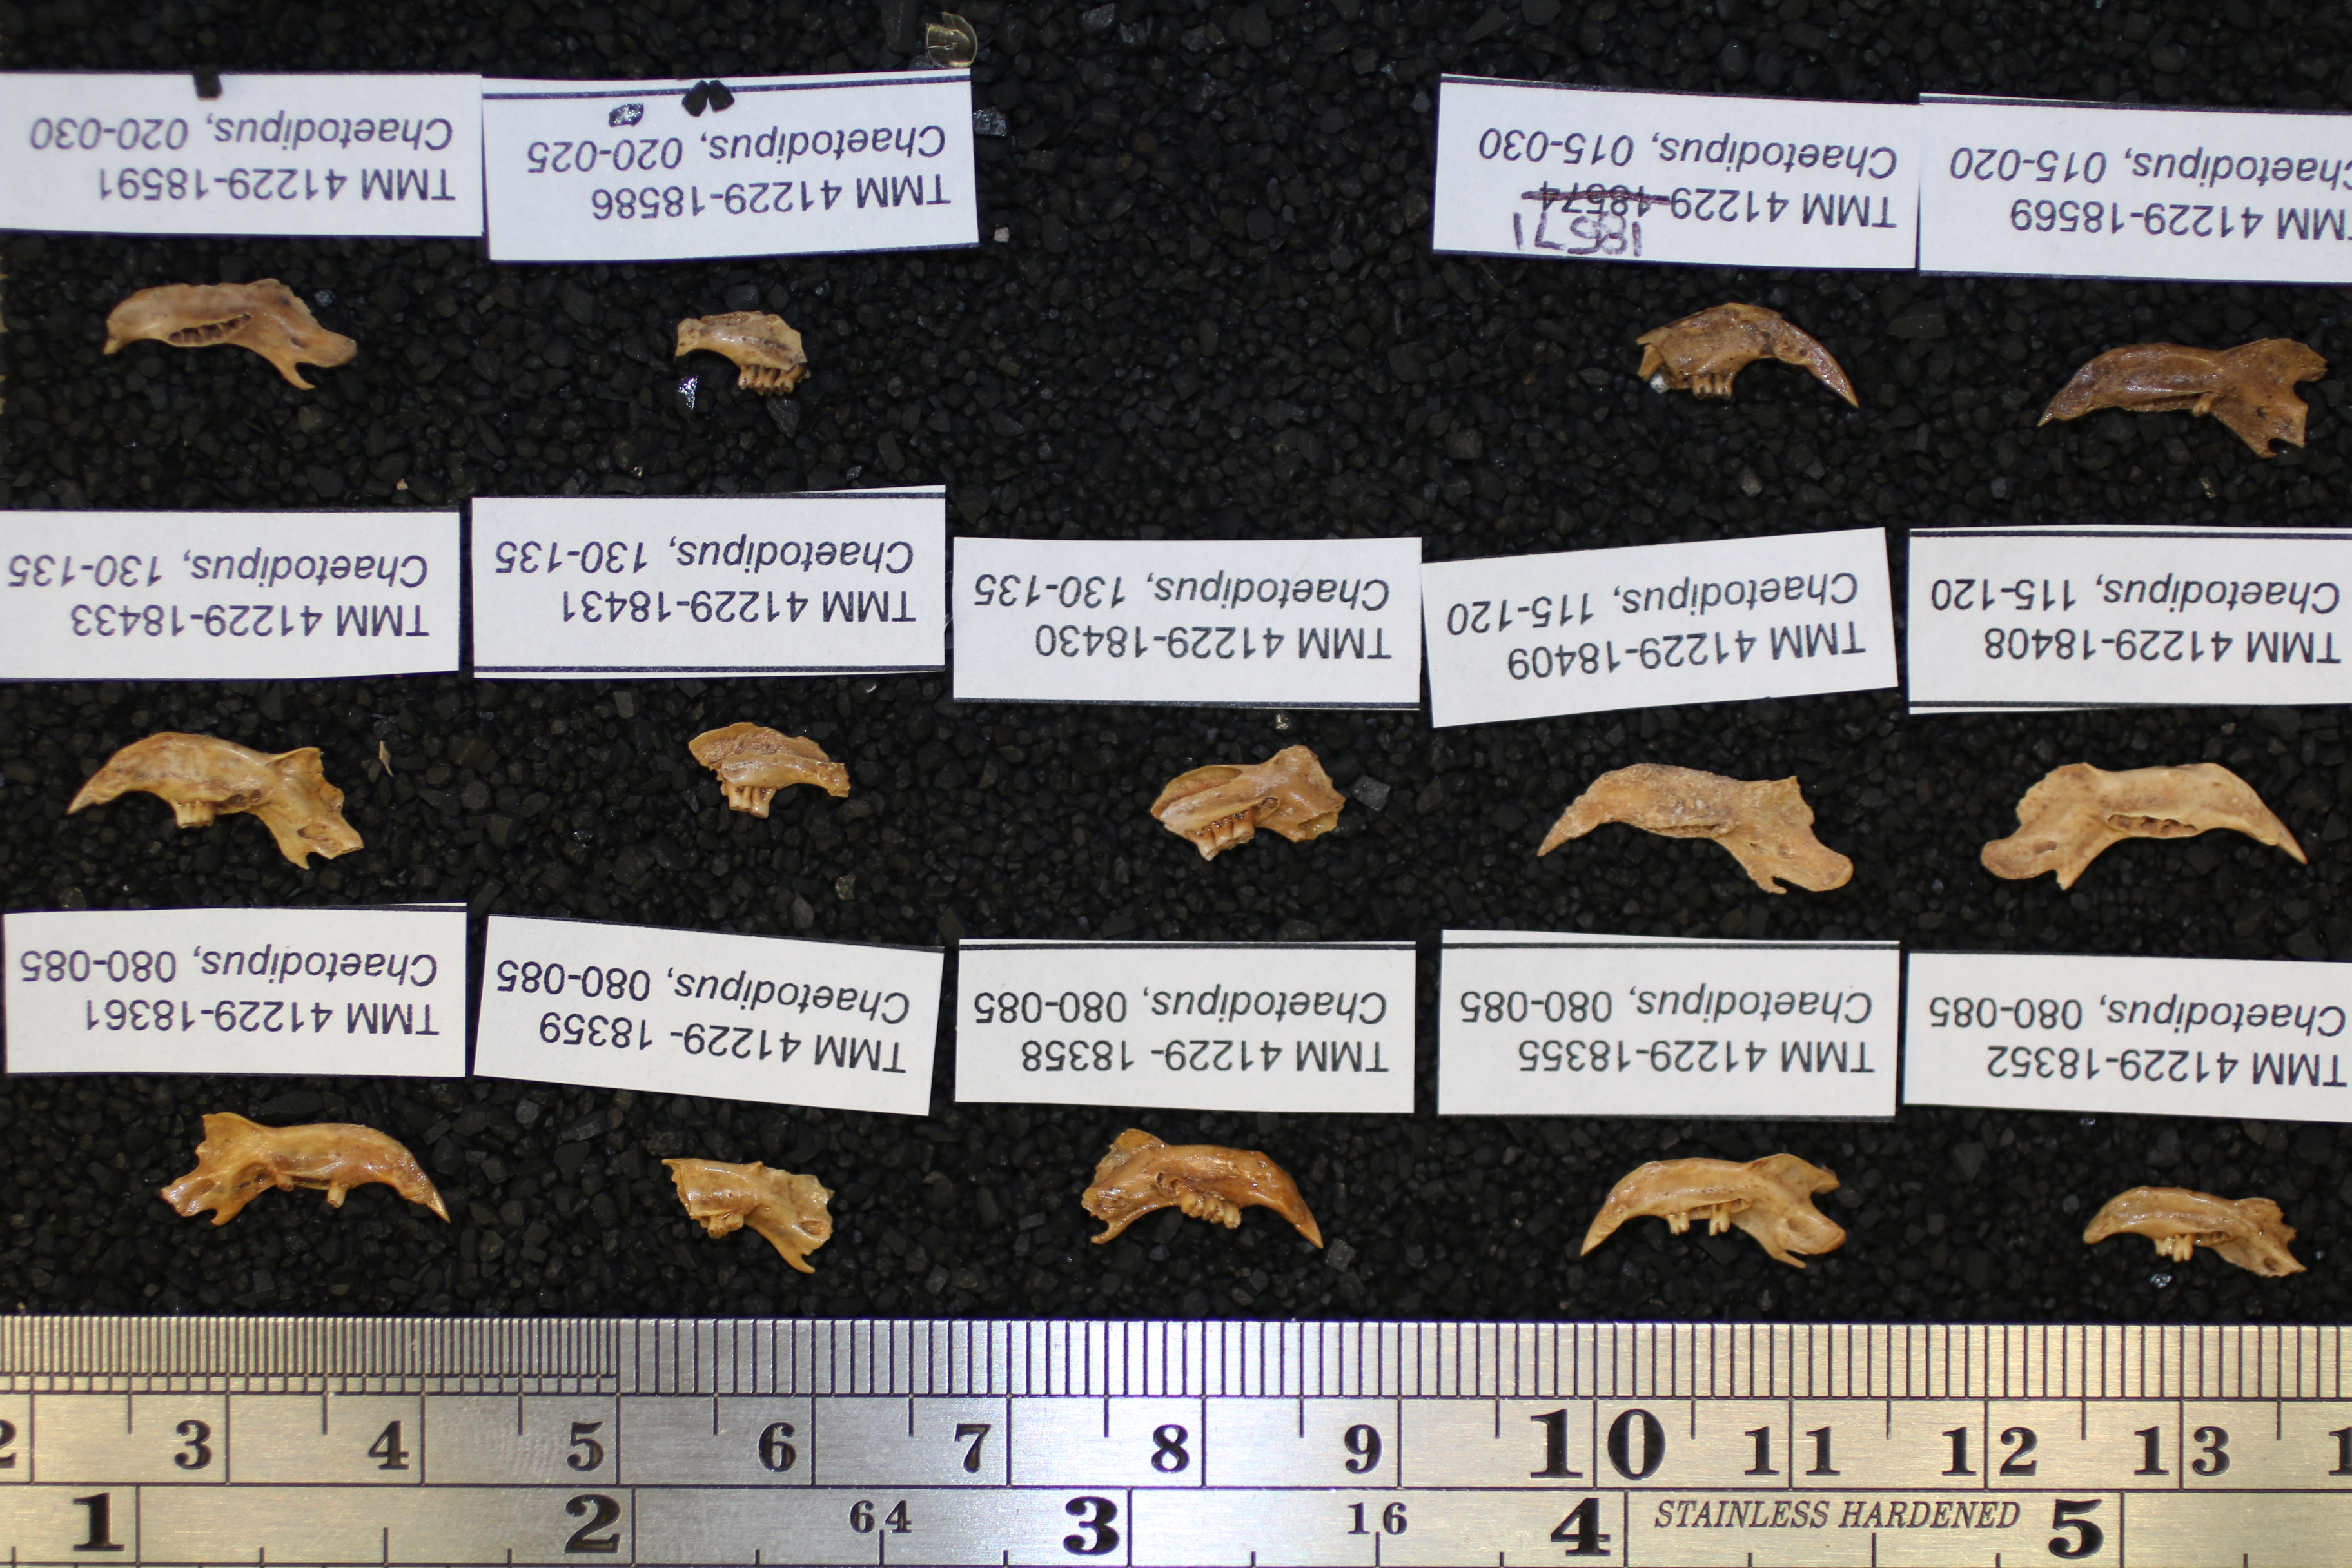 TMM 41229-18591
Chaetodipus, 020-030
TMM 41229-18586
Chaetodipus, 020-025
18571
TMM 41229-18574
Chaetodipus, 015-030
TMM 41229-18569
Chaetodipus, 015-020
TMM 41229-18433
Chaetodipus, 130-135
TMM 41229-18431
Chaetodipus, 130-135
TMM 41229-18430
Chaetodipus, 130-135
TMM 41229-18409
Chaetodipus, 115-120
TMM 41229-18408
Chaetodipus, 115-120
TMM 41229-18361
Chaetodipus, 080-085
TMM 41229- 18359
Chaetodipus, 080-085
TMM 41229- 18358
Chaetodipus, 080-085
TMM 41229-18355
Chaetodipus, 080-085
TMM 41229-18352
Chaetodipus, 080-085
2 3 4 5 6 7 8 9 10 11 12 13 1
1 2 64 3 16 4 STAINLESS HARDENED 5